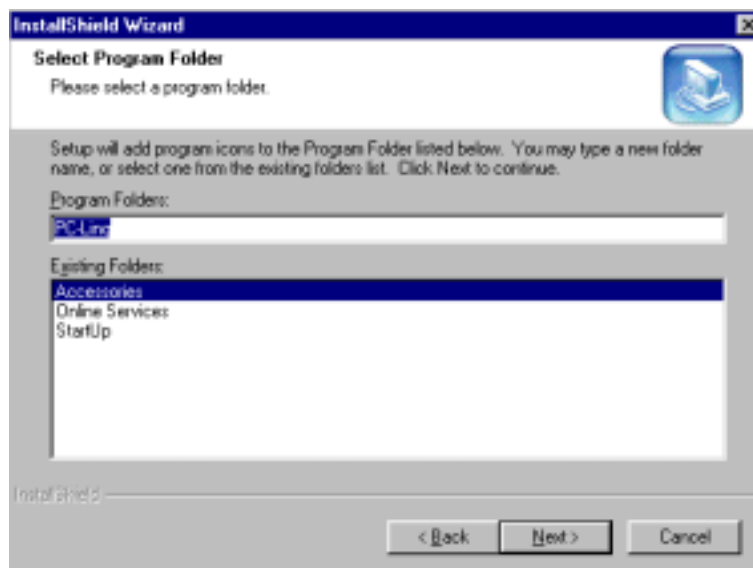 InstallShield Wizard
Select Program Folder
Please select a program folder.
Setup will add program icons to the Program Folder listed below. You may type a new folder
name, or select one from the existing folders list. Click Next to continue.
Program Folders:
PC-Linq
Existing Folders:
Accessories
Online Services
StartUp
InstallShield
< Back
Next >
Cancel